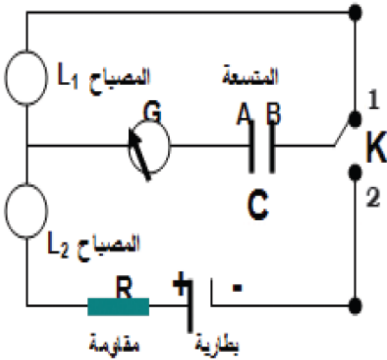 المصباح L₁
المتسعة
G
A B
1
K
2
C
المصباح L₂
R
+
-
مقاومة
بطارية